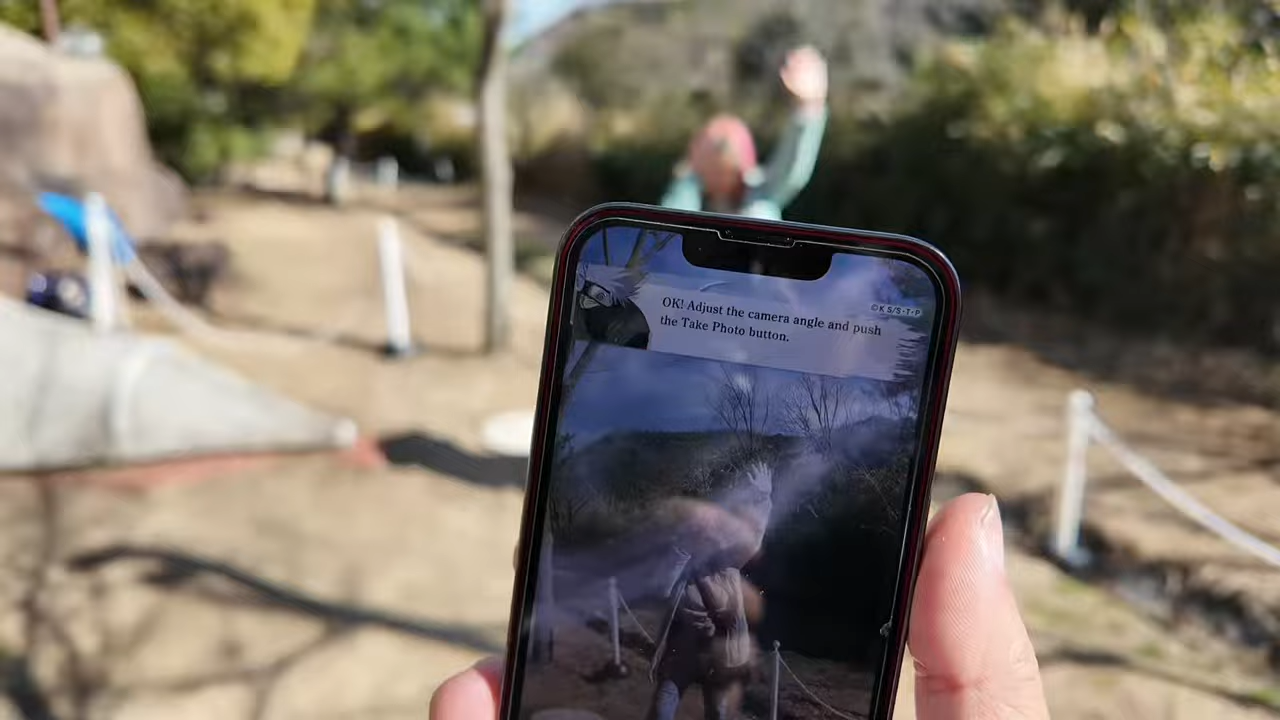 OK! Adjust the camera angle and push
the Take Photo button.
©K S/S・T・P